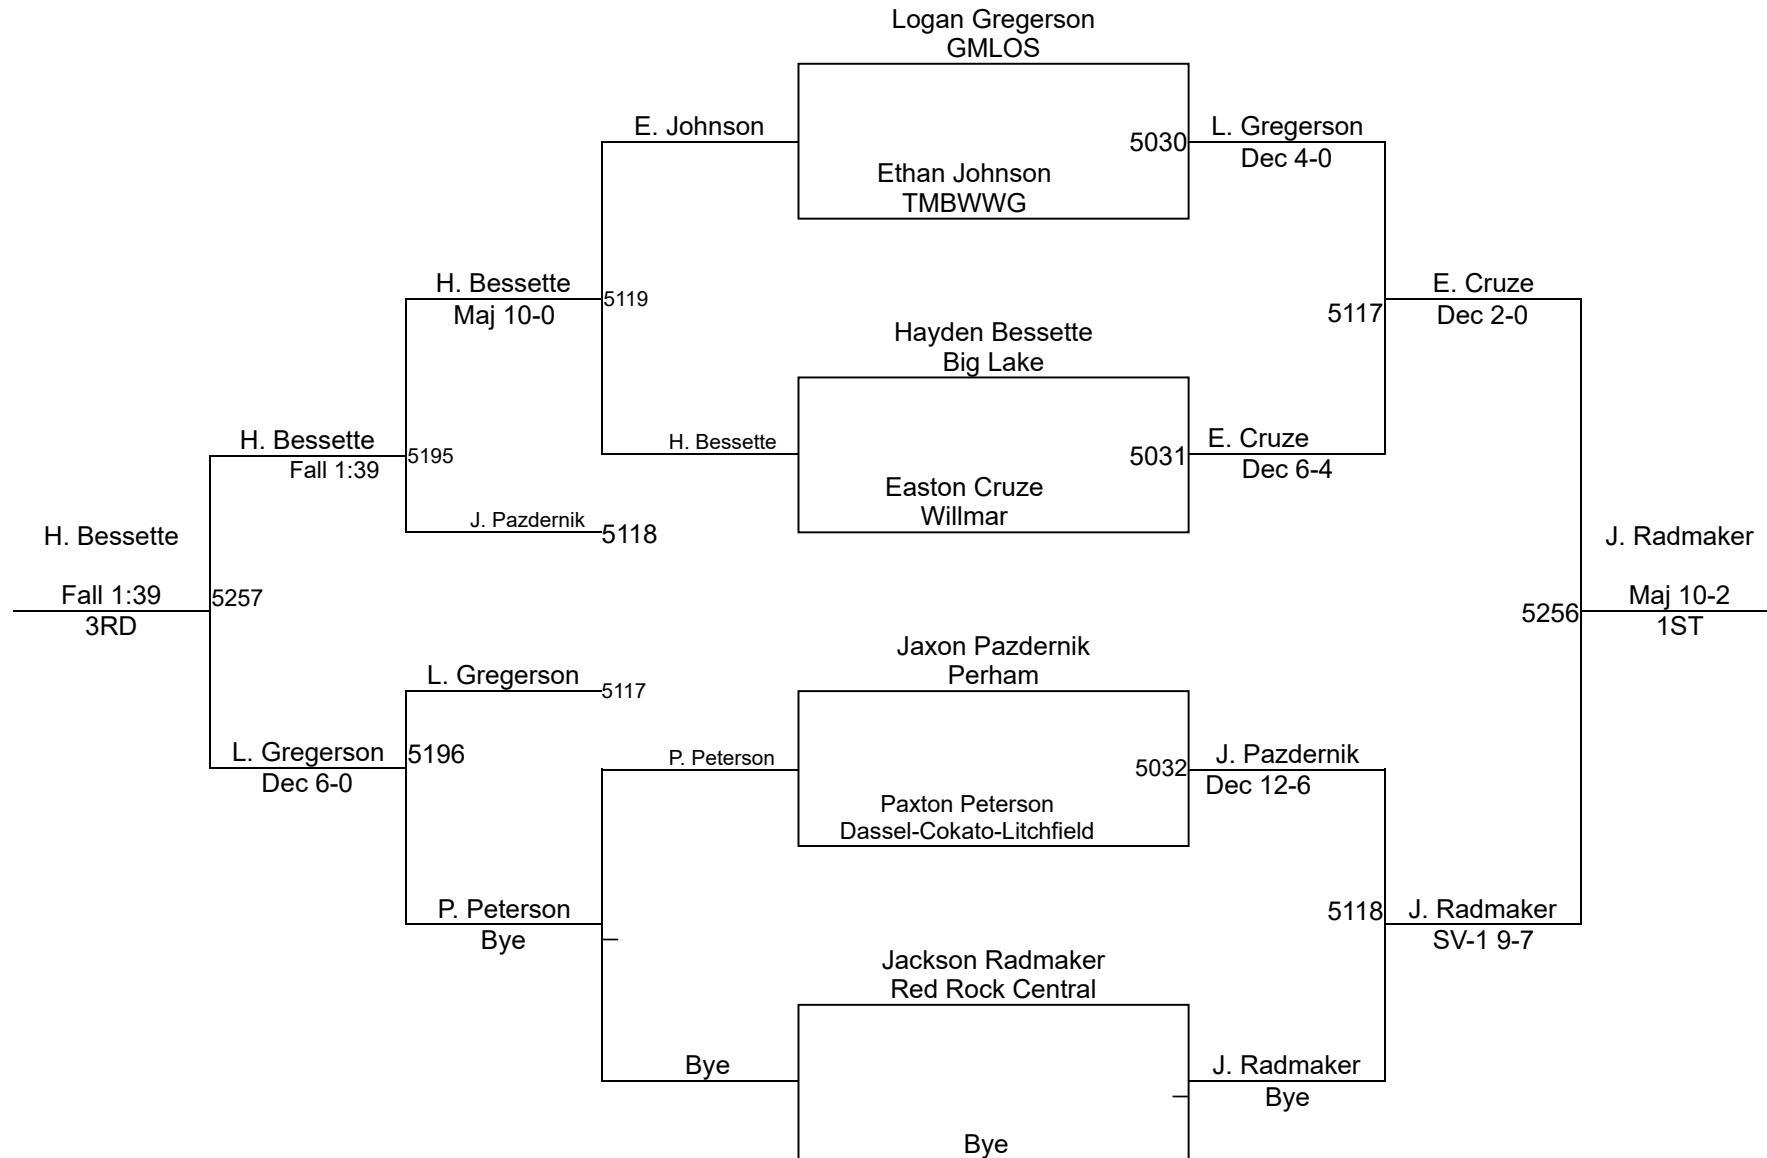 Logan Gregerson
GMLOS
E. Johnson
5030
L. Gregerson
Dec 4-0
Ethan Johnson
TMBWWG
H. Bessette
Maj 10-0
5119
5117
E. Cruze
Dec 2-0
Hayden Bessette
Big Lake
H. Bessette
Fall 1:39
5195
H. Bessette
5031
E. Cruze
Dec 6-4
Easton Cruze
Willmar
J. Pazdernik
5118
H. Bessette
Fall 1:39
3RD
5257
J. Radmaker
5256
Maj 10-2
1ST
Jaxon Pazdernik
Perham
L. Gregerson
5117
L. Gregerson
Dec 6-0
5196
P. Peterson
5032
J. Pazdernik
Dec 12-6
Paxton Peterson
Dassel-Cokato-Litchfield
P. Peterson
Bye
5118
J. Radmaker
SV-1 9-7
Jackson Radmaker
Red Rock Central
Bye
J. Radmaker
Bye
Bye